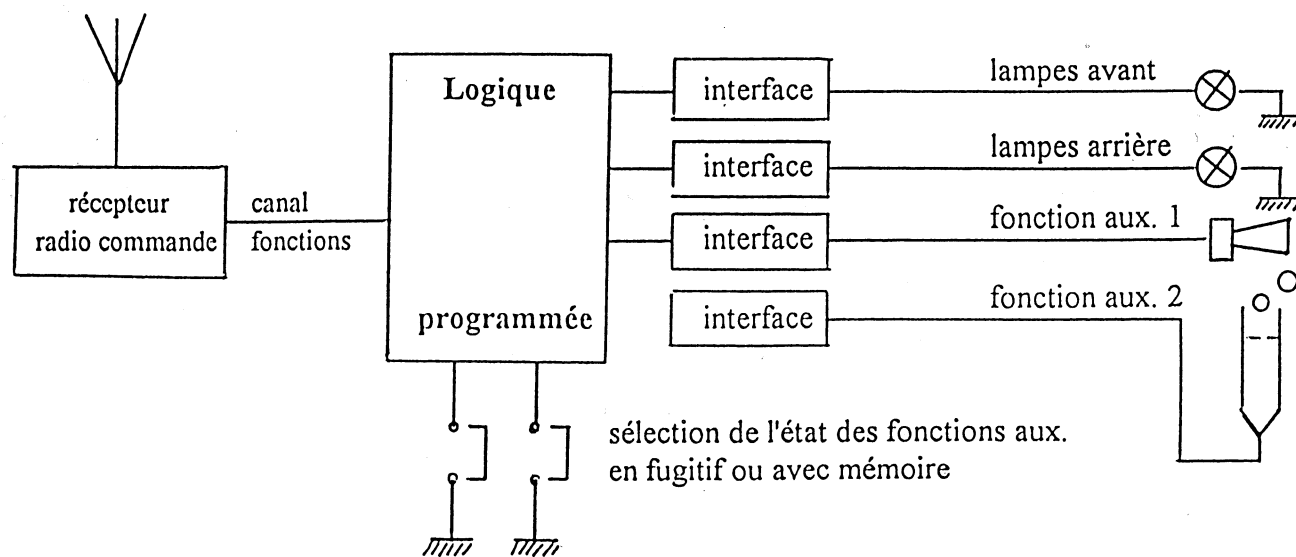 Logique
programmée
récepteur
radio commande
canal
fonctions
interface
lampes avant
interface
lampes arrière
interface
fonction aux. 1
interface
fonction aux. 2
sélection de l'état des fonctions aux.
en fugitif ou avec mémoire